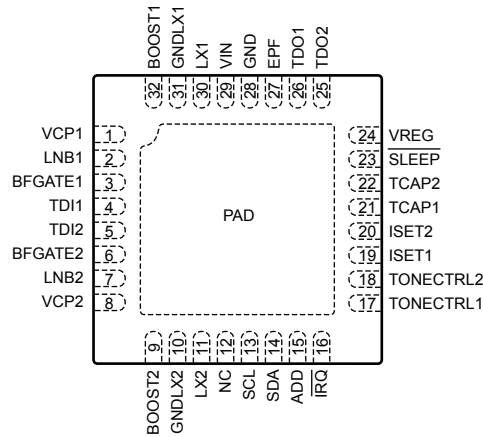 BOOST1
GNDLX1
LX1
VIN
GND
EPF
TDO1
TDO2
32
31
30
29
28
27
26
25
VCP1 1
LNB1 2
BFGATE1 3
TDI1 4
TDI2 5
BFGATE2 6
LNB2 7
VCP2 8
PAD
24 VREG
23 SLEEP
22 TCAP2
21 TCAP1
20 ISET2
19 ISET1
18 TONECTRL2
17 TONECTRL1
9
10
11
12
13
14
15
16
BOOST2
GNDLX2
LX2
NC
SCL
SDA
ADD
IRQ